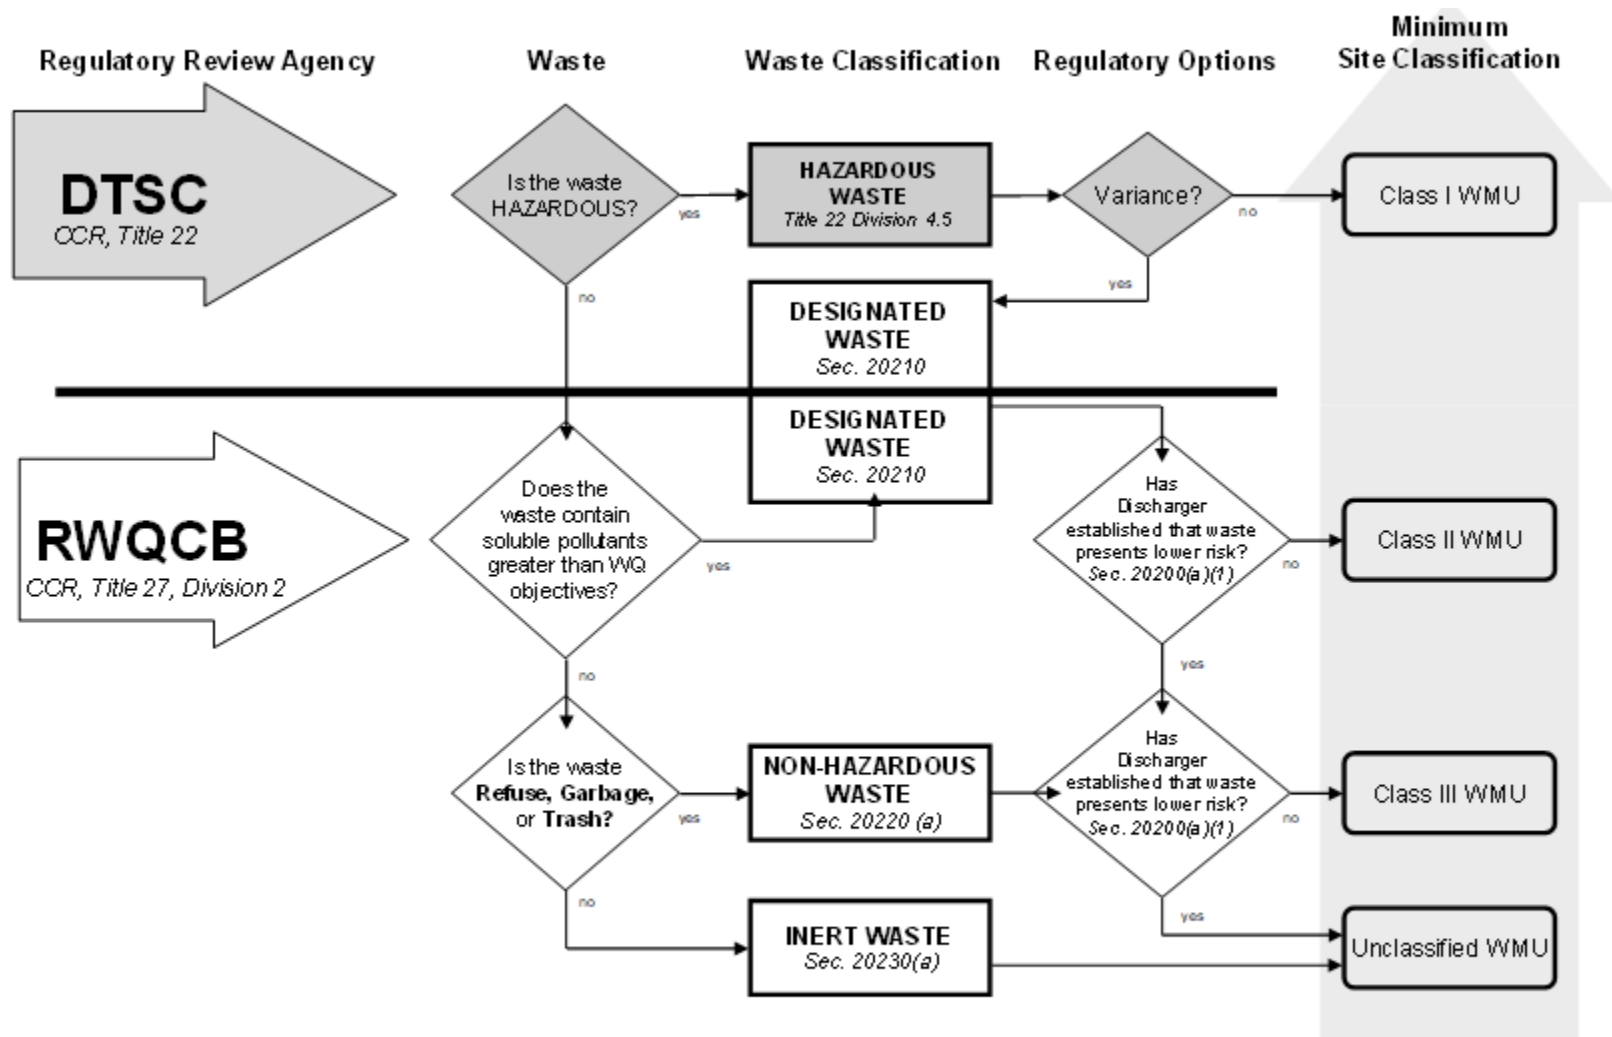 Regulatory Review Agency
Waste
Waste Classification
Regulatory Options
Minimum
Site Classification
DTSC
CCR, Title 22
Is the waste
HAZARDOUS?
yes
no
HAZARDOUS
WASTE
Title 22 Division 4.5
Variance?
no
yes
Class I WMU
DESIGNATED
WASTE
Sec. 20210
DESIGNATED
WASTE
Sec. 20210
RWQCB
CCR, Title 27, Division 2
Does the
waste contain
soluble pollutants
greater than WQ
objectives?
yes
no
Has
Discharger
established that waste
presents lower risk?
Sec. 20200(a)(1)
no
yes
Class II WMU
Is the waste
Refuse, Garbage,
or Trash?
yes
no
NON-HAZARDOUS
WASTE
Sec. 20220 (a)
Has
Discharger
established that waste
presents lower risk?
Sec. 20200(a)(1)
no
yes
Class III WMU
INERT WASTE
Sec. 20230(a)
Unclassified WMU